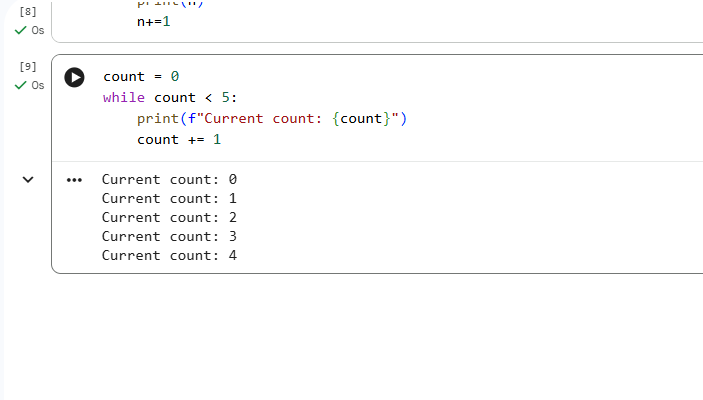 [8]
print(n)
0s
n+=1
[9]
0s
count = 0
while count < 5:
print(f"Current count: {count}")
count += 1
Current count: 0
Current count: 1
Current count: 2
Current count: 3
Current count: 4